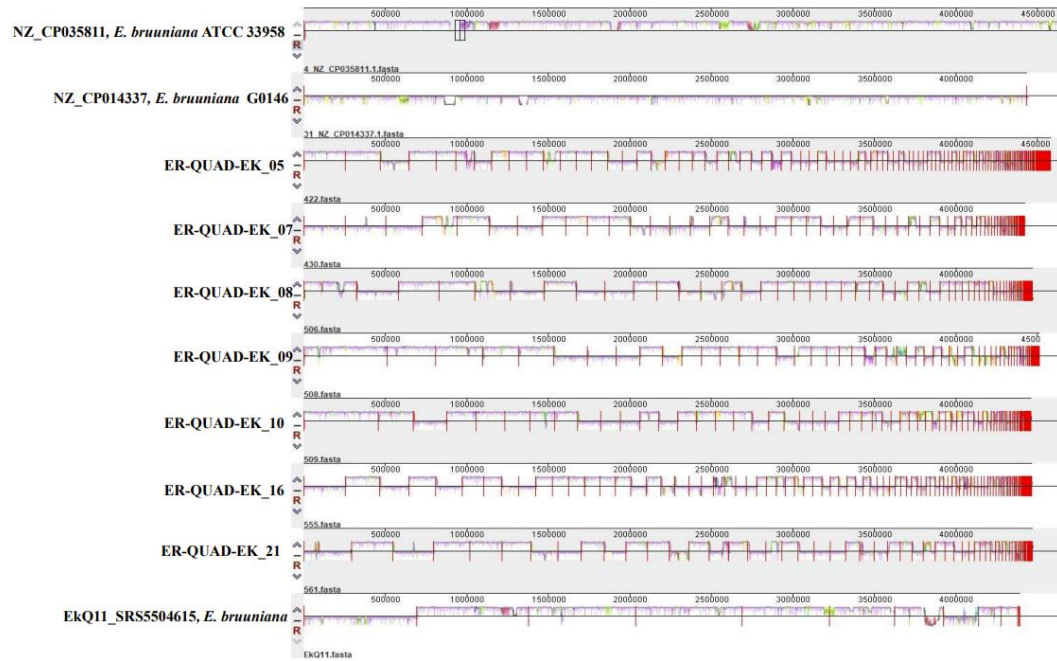 500000 1000000 1500000 2000000 2500000 3000000 3500000 4000000 4500000
NZ_CP035811, E. bruuniana ATCC 33958
R
4_NZ_CP035811.1.fasta
500000 1000000 1500000 2000000 2500000 3000000 3500000 4000000
NZ_CP014337, E. bruuniana G0146
R
31_NZ_CP014337.1.fasta
500000 1000000 1500000 2000000 2500000 3000000 3500000 4000000 450000
ER-QUAD-EK_05
R
422.fasta
500000 1000000 1500000 2000000 2500000 3000000 3500000 4000000
ER-QUAD-EK_07
R
430.fasta
500000 1000000 1500000 2000000 2500000 3000000 3500000 4000000
ER-QUAD-EK_08
R
506.fasta
500000 1000000 1500000 2000000 2500000 3000000 3500000 4000000 4500
ER-QUAD-EK_09
R
508.fasta
500000 1000000 1500000 2000000 2500000 3000000 3500000 4000000
ER-QUAD-EK_10
R
509.fasta
500000 1000000 1500000 2000000 2500000 3000000 3500000 4000000
ER-QUAD-EK_16
R
555.fasta
500000 1000000 1500000 2000000 2500000 3000000 3500000 4000000
ER-QUAD-EK_21
R
561.fasta
500000 1000000 1500000 2000000 2500000 3000000 3500000 4000000
EkQ11_SRS5504615, E. bruuniana
R
EkQ11.fasta